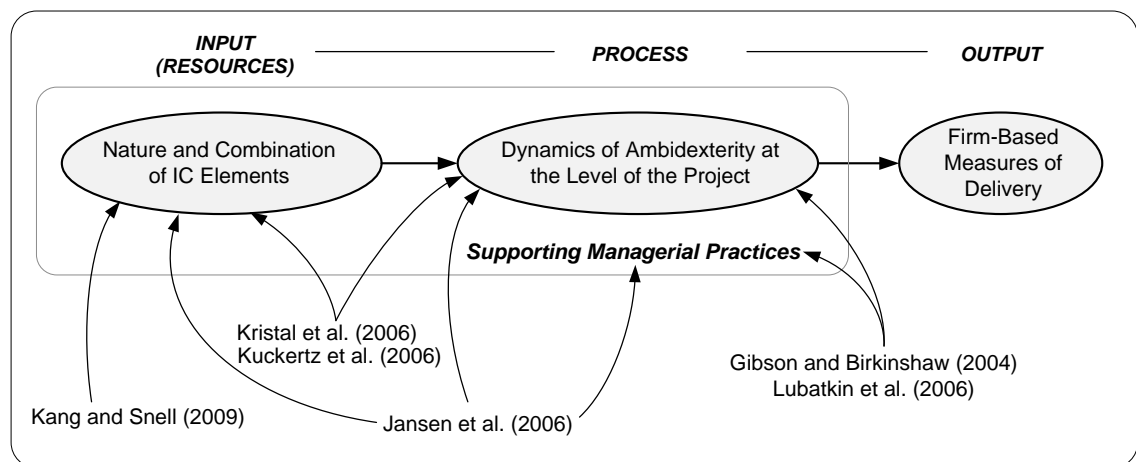 INPUT
(RESOURCES)
PROCESS
OUTPUT
Nature and Combination
of IC Elements
Dynamics of Ambidexterity at
the Level of the Project
Firm-Based
Measures of
Delivery
Supporting Managerial Practices
Kristal et al. (2006)
Kuckertz et al. (2006)
Gibson and Birkinshaw (2004)
Lubatkin et al. (2006)
Kang and Snell (2009)
Jansen et al. (2006)